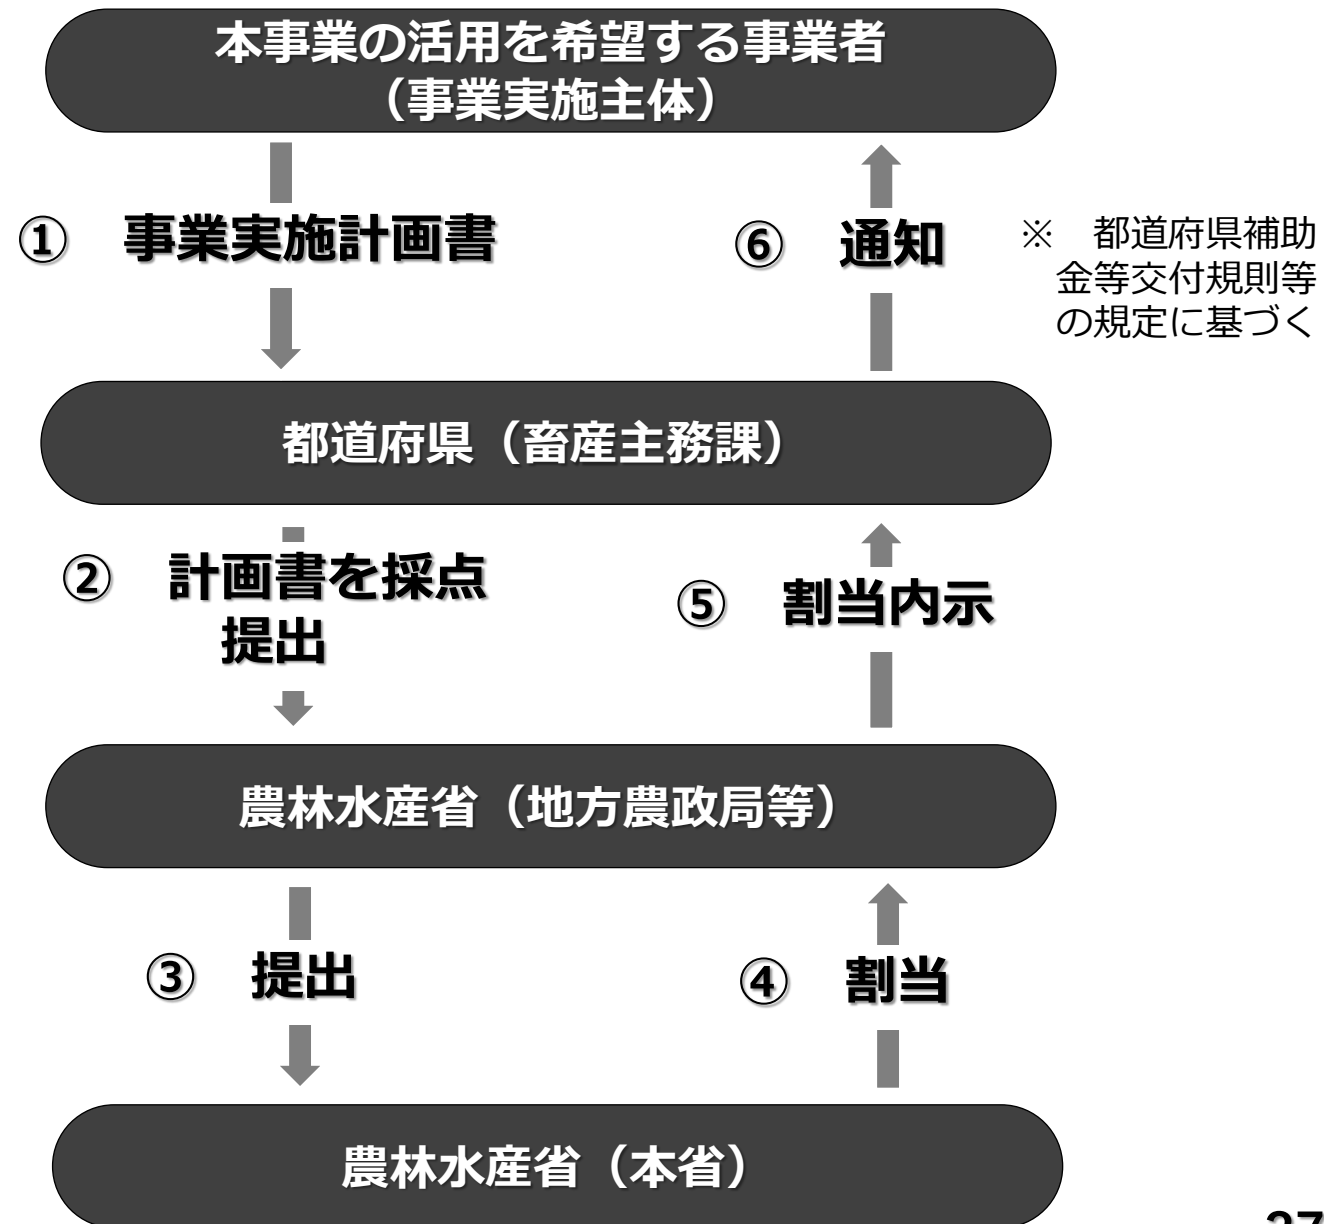 本事業の活用を希望する事業者
（事業実施主体）
① 事業実施計画書
⑥ 通知
※ 都道府県補助
金等交付規則等
の規定に基づく
都道府県（畜産主務課）
② 計画書を採点
提出
⑤ 割当内示
農林水産省（地方農政局等）
③ 提出
④ 割当
農林水産省（本省）